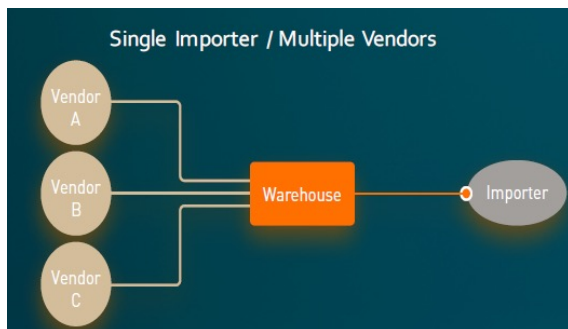 Single Importer / Multiple Vendors
Vendor
A
Vendor
B
Vendor
C
Warehouse
Importer